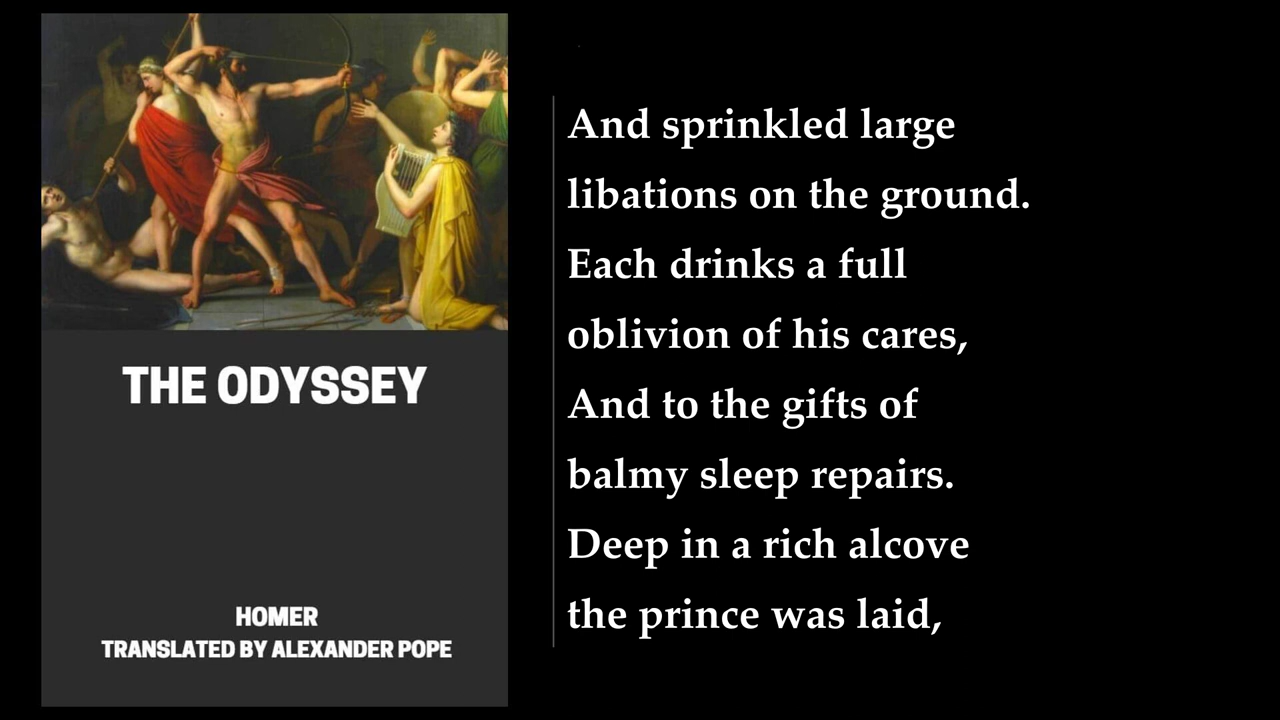 THE ODYSSEY
HOMER
TRANSLATED BY ALEXANDER POPE
And sprinkled large
libations on the ground.
Each drinks a full
oblivion of his cares,
And to the gifts of
balmy sleep repairs.
Deep in a rich alcove
the prince was laid,